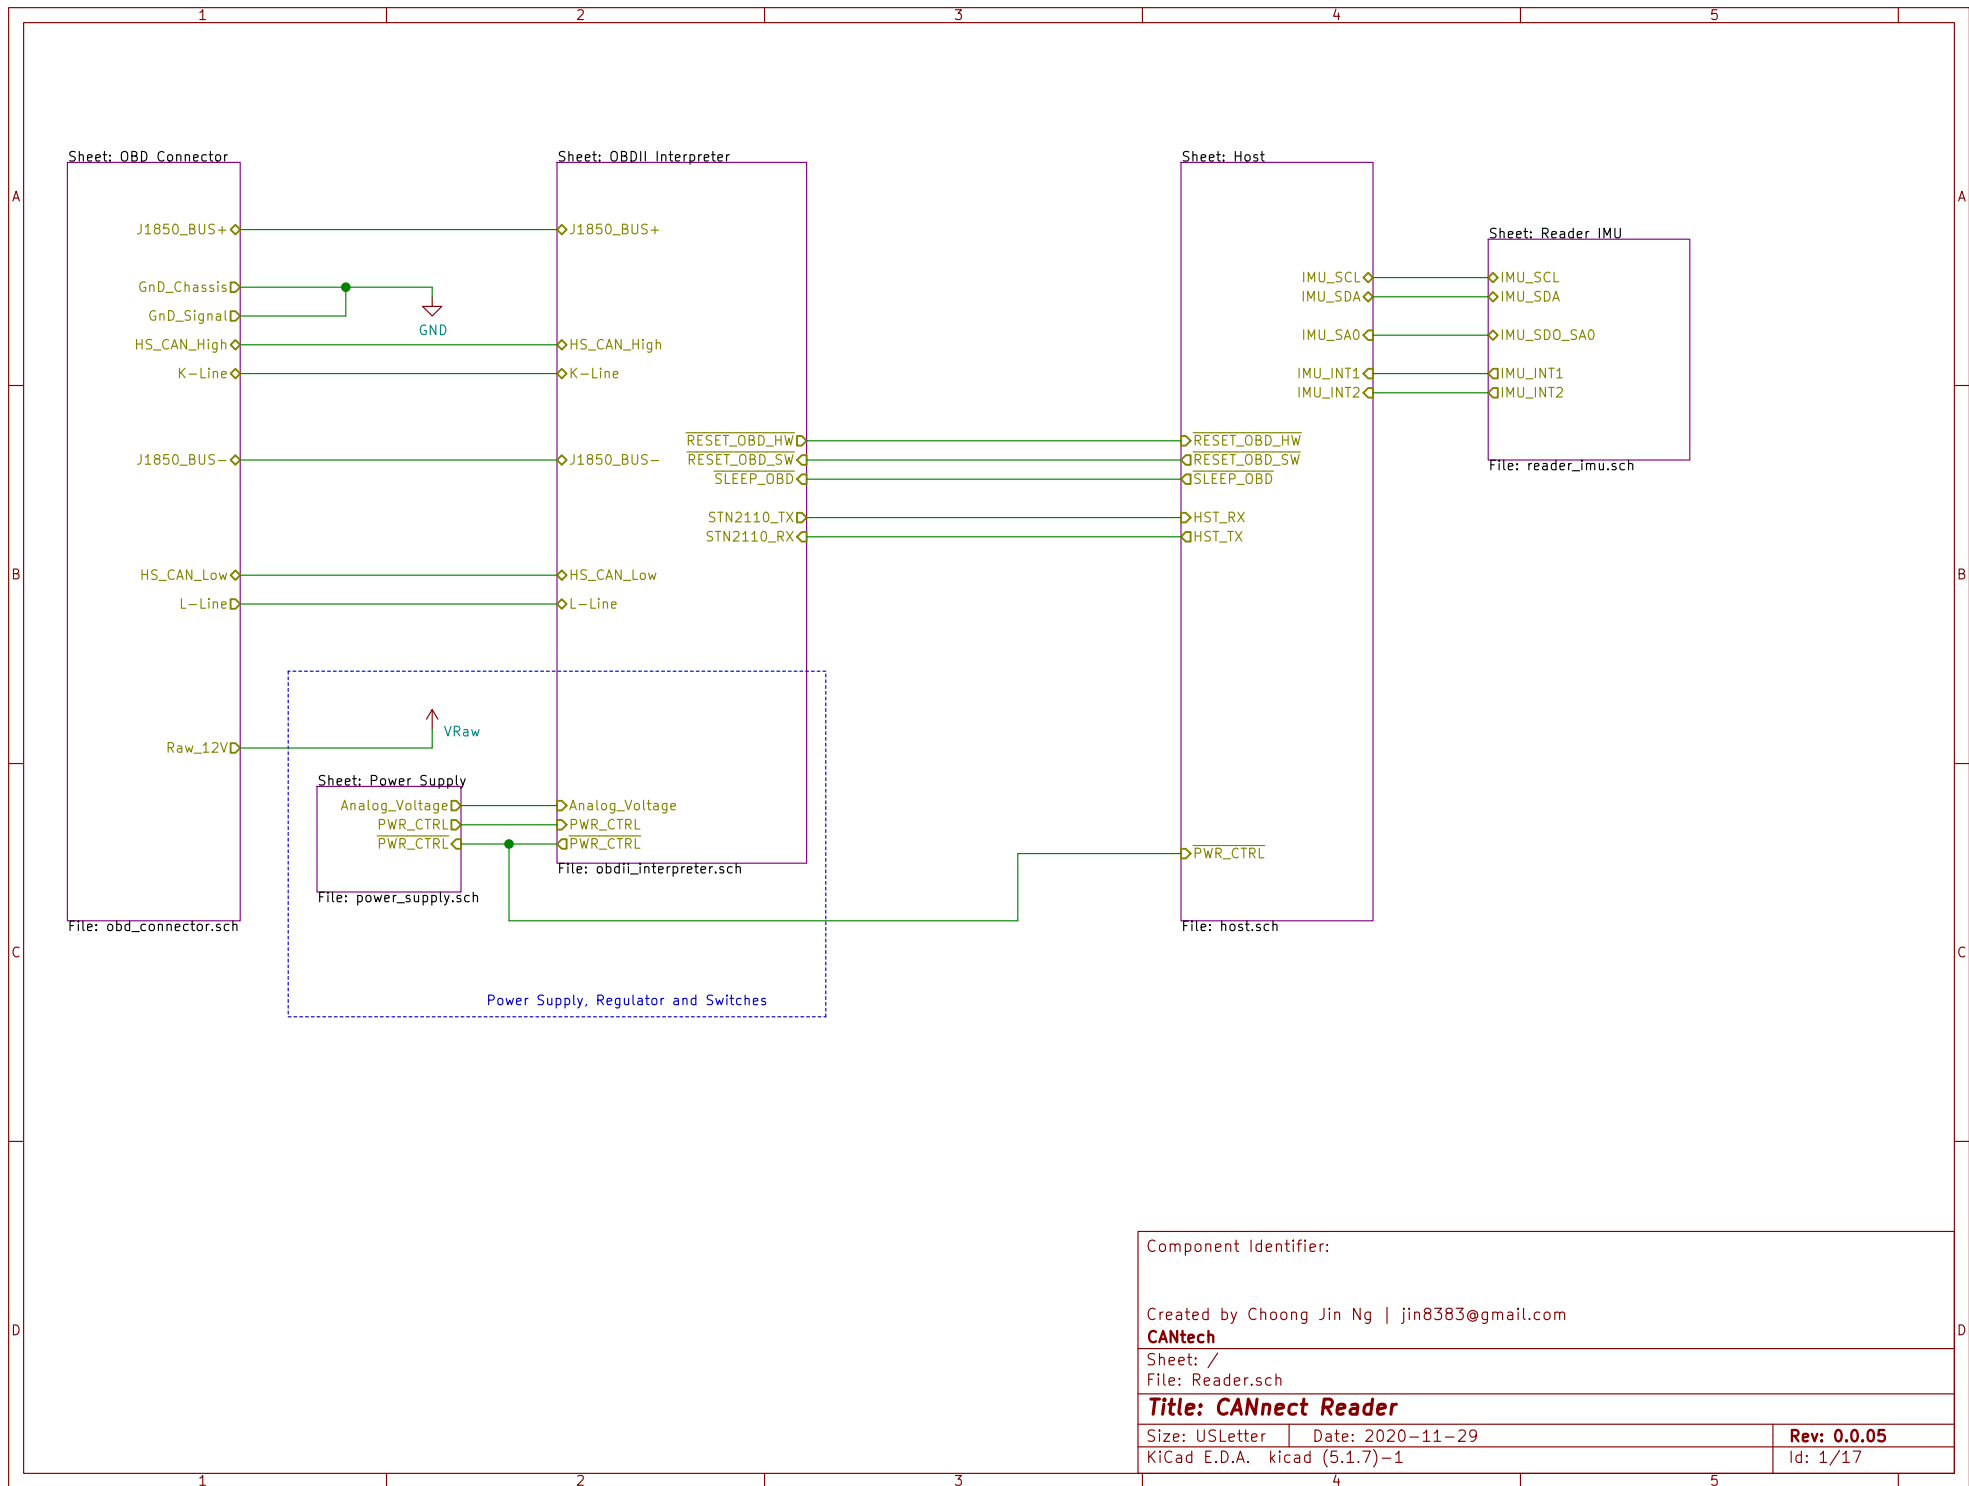 1 2 3 4 5
A
B
C
D
Sheet: OBD Connector
J1850_BUS+
GnD_Chassis
GnD_Signal
HS_CAN_High
K-Line
J1850_BUS-
HS_CAN_Low
L-Line
Raw_12V
File: obd_connector.sch
GND
VRaw
Sheet: Power Supply
Analog_Voltage
PWR_CTRL
PWR_CTRL
File: power_supply.sch
Power Supply, Regulator and Switches
Sheet: OBDII Interpreter
J1850_BUS+
HS_CAN_High
K-Line
J1850_BUS-
HS_CAN_Low
L-Line
Analog_Voltage
PWR_CTRL
PWR_CTRL
RESET_OBD_HW
RESET_OBD_SW
SLEEP_OBD
STN2110_TX
STN2110_RX
File: obdii_interpreter.sch
Sheet: Host
RESET_OBD_HW
RESET_OBD_SW
SLEEP_OBD
HST_RX
HST_TX
PWR_CTRL
IMU_SCL
IMU_SDA
IMU_SA0
IMU_INT1
IMU_INT2
File: host.sch
Sheet: Reader IMU
IMU_SCL
IMU_SDA
IMU_SDO_SA0
IMU_INT1
IMU_INT2
File: reader_imu.sch
A
B
C
D
Component Identifier:
Created by Choong Jin Ng | jin8383@gmail.com
CANtech
Sheet: /
File: Reader.sch
Title: CANnect Reader
Size: USLetter Date: 2020-11-29 Rev: 0.0.05
KiCad E.D.A. kicad (5.1.7)-1 Id: 1/17
1 2 3 4 5